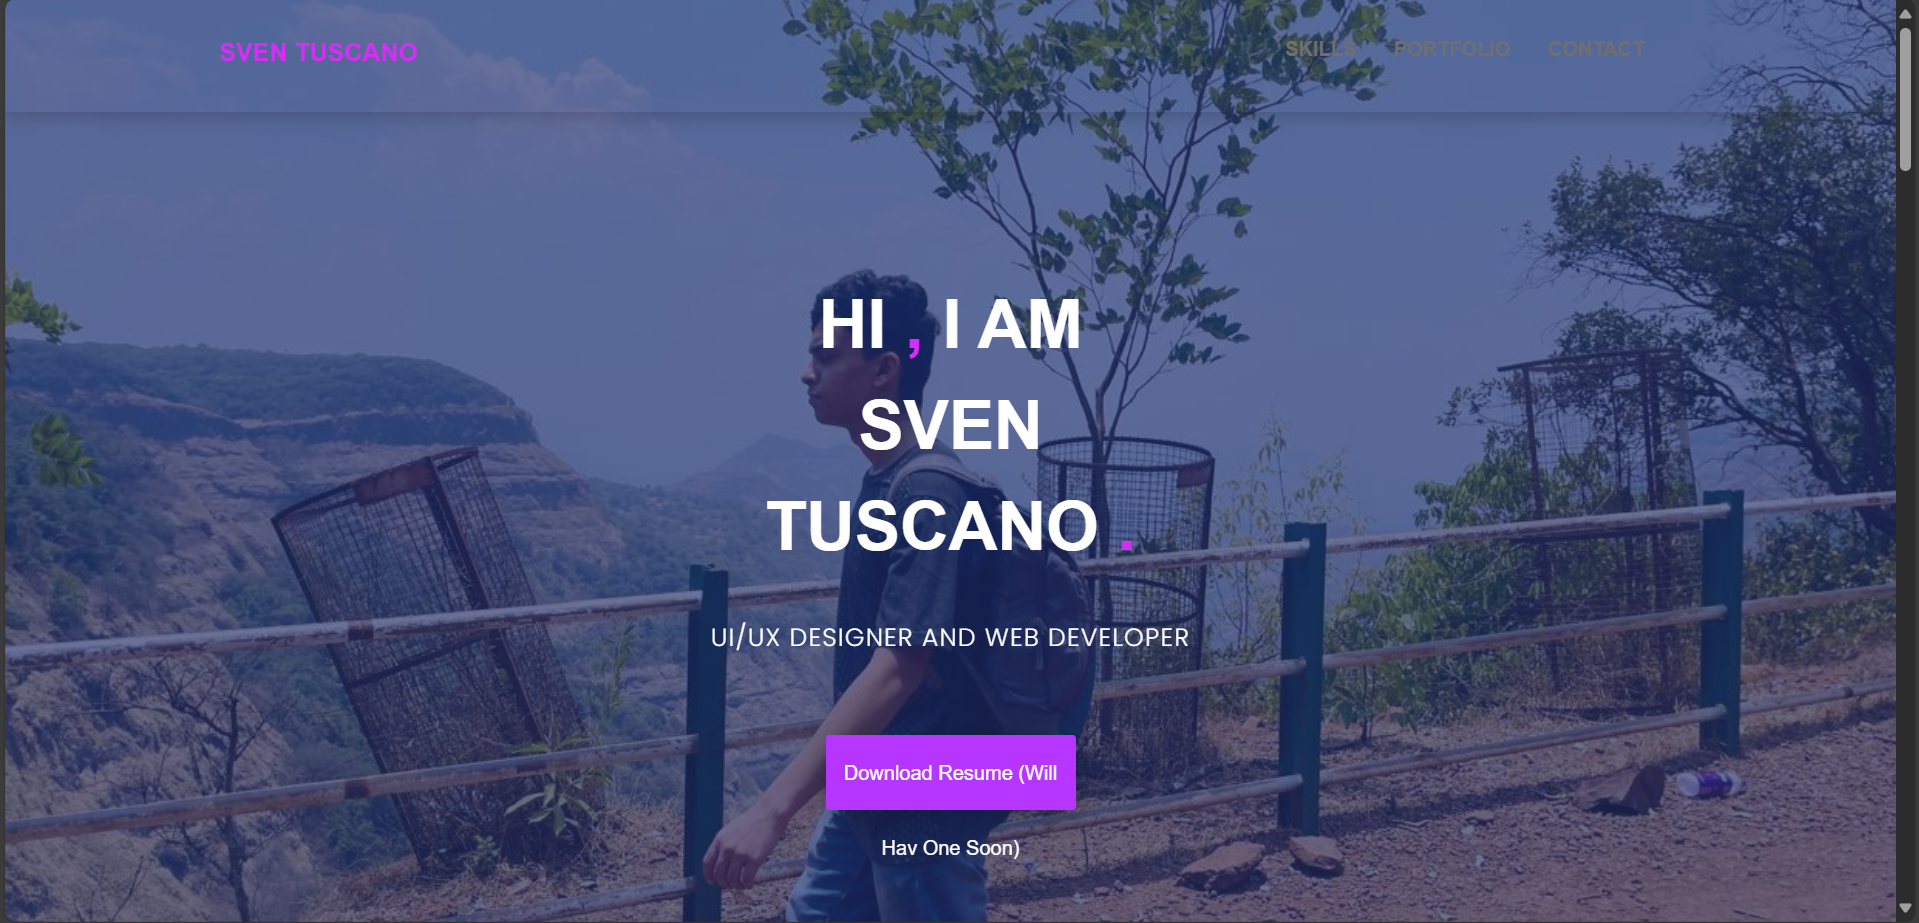 SVEN TUSCANO
SKILLS PORTFOLIO CONTACT
HI , I AM
SVEN
TUSCANO .
UI/UX DESIGNER AND WEB DEVELOPER
Download Resume (Will
Hav One Soon)